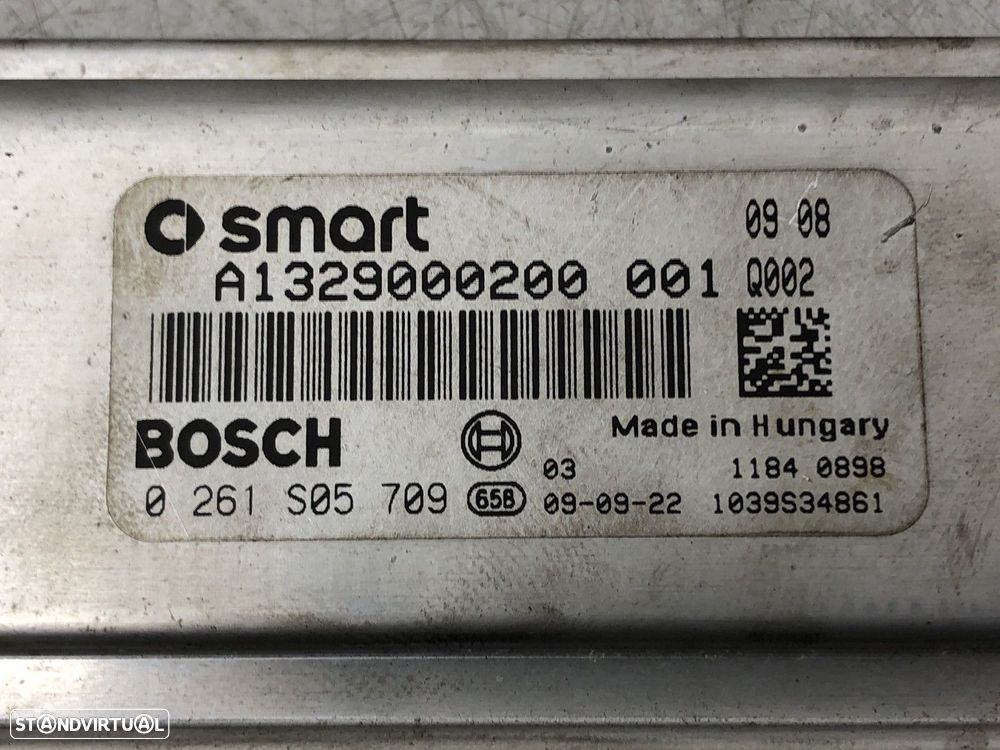 smart
09 08
A1329000200 001 Q002
BOSCH
Made in Hungary
03 1184 0898
0 261 S05 709 65B 09-09-22 1039S34861
STANDVIRTUAL